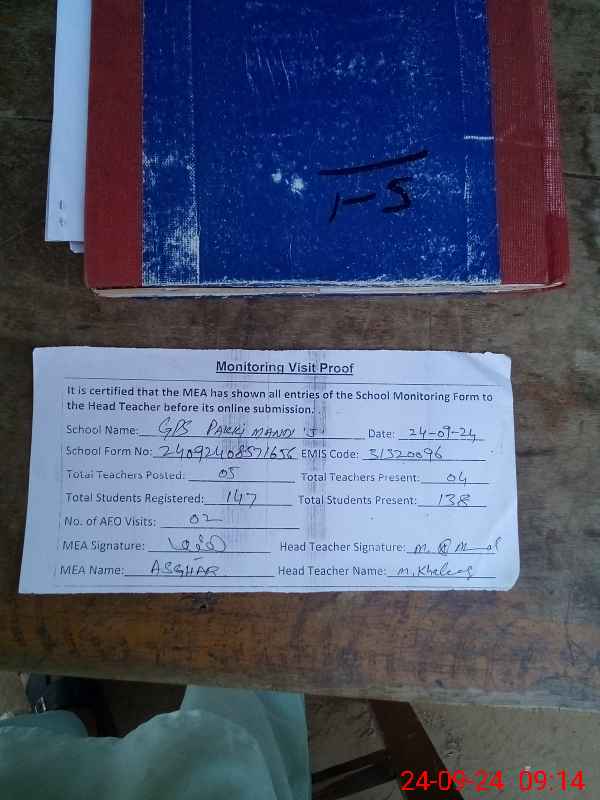 1-5
Monitoring Visit Proof
It is certified that the MEA has shown all entries of the School Monitoring Form to
the Head Teacher before its online submission.
School Name: GPS PAKKI MANDI 'J' Date: 24-09-24
School Form No: 24092408571656 EMIS Code: 31320096
Total Teachers Posted: 05 Total Teachers Present: 04
Total Students Registered: 147 Total Students Present: 138
No. of AEO Visits: 02
MEA Signature: Head Teacher Signature:
MEA Name: ASGHAR Head Teacher Name: M. Khaleeq
24-09-24 09:14